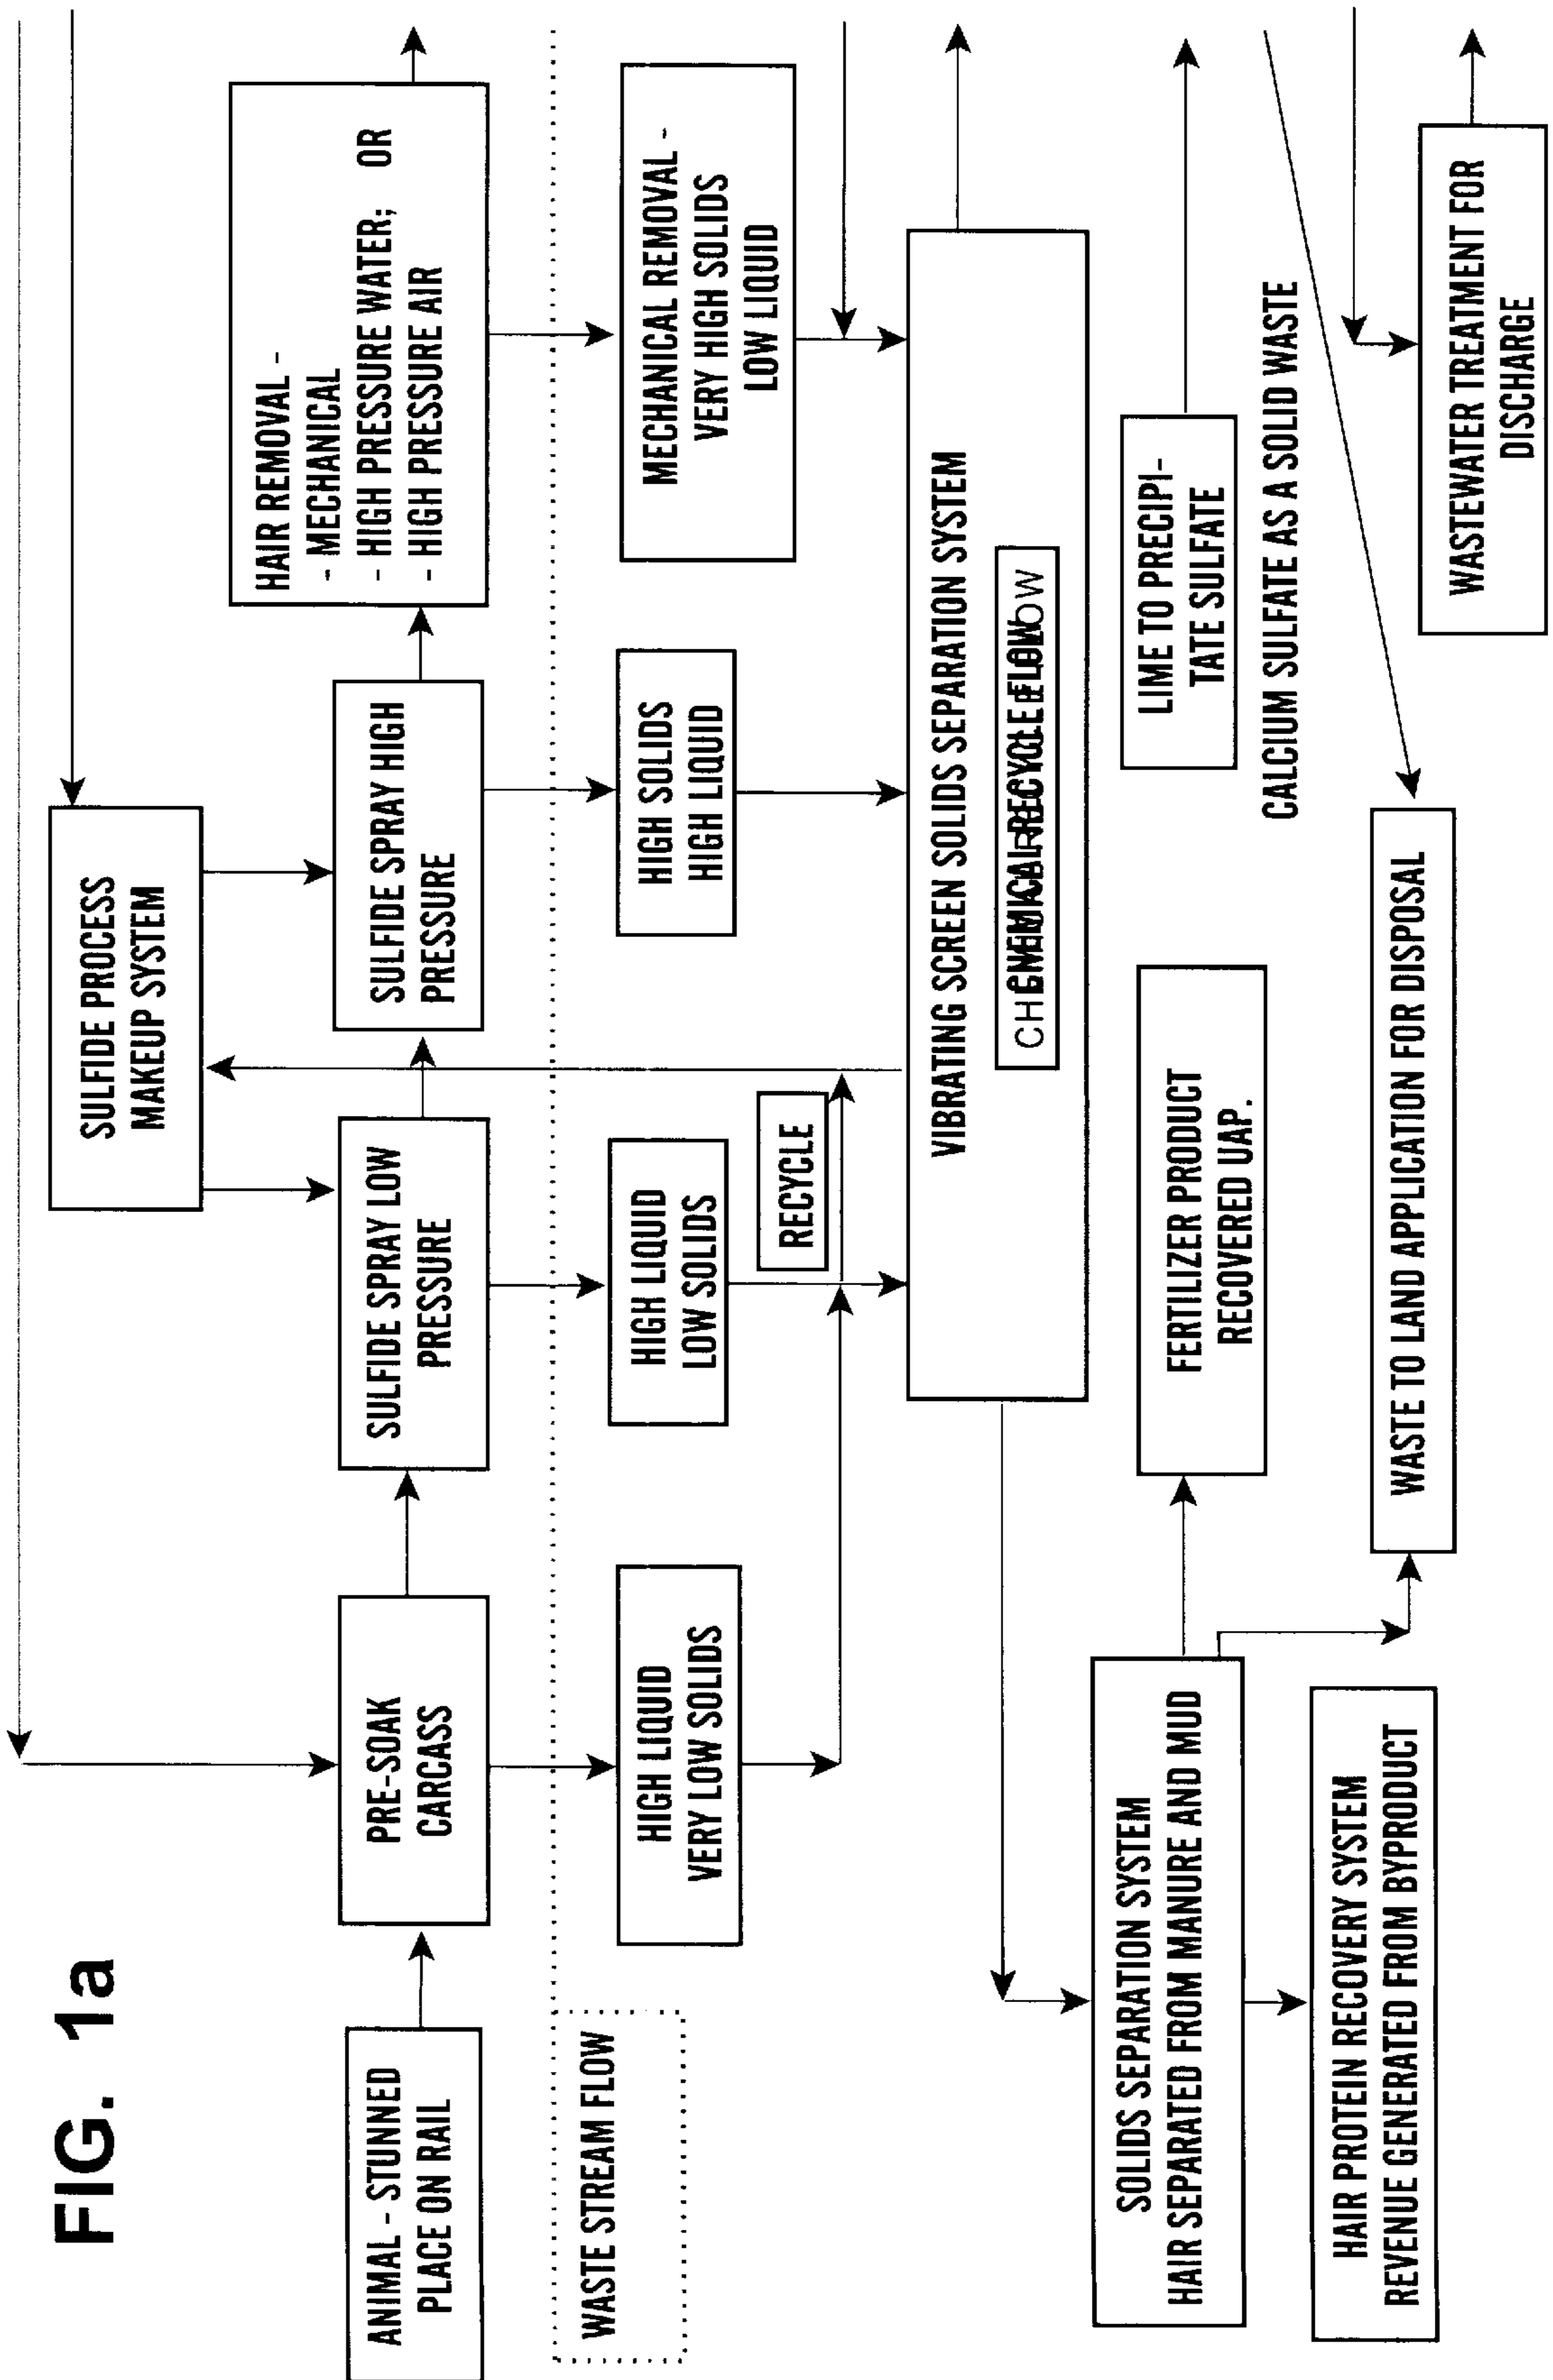 FIG. 1a
SULFIDE PROCESS
MAKEUP SYSTEM
ANIMAL - STUNNED
PLACE ON RAIL
PRE-SOAK
CARCASS
SULFIDE SPRAY LOW
PRESSURE
SULFIDE SPRAY HIGH
PRESSURE
HAIR REMOVAL -
- MECHANICAL
- HIGH PRESSURE WATER; OR
- HIGH PRESSURE AIR
WASTE STREAM FLOW
HIGH LIQUID
VERY LOW SOLIDS
HIGH LIQUID
LOW SOLIDS
HIGH SOLIDS
HIGH LIQUID
MECHANICAL REMOVAL -
VERY HIGH SOLIDS
LOW LIQUID
RECYCLE
VIBRATING SCREEN SOLIDS SEPARATION SYSTEM
CHEMICAL RECYCLE FLOW
SOLIDS SEPARATION SYSTEM
HAIR SEPARATED FROM MANURE AND MUD
FERTILIZER PRODUCT
RECOVERED UAP.
LIME TO PRECIPI-
TATE SULFATE
CALCIUM SULFATE AS A SOLID WASTE
HAIR PROTEIN RECOVERY SYSTEM
REVENUE GENERATED FROM BYPRODUCT
WASTE TO LAND APPLICATION FOR DISPOSAL
WASTEWATER TREATMENT FOR
DISCHARGE